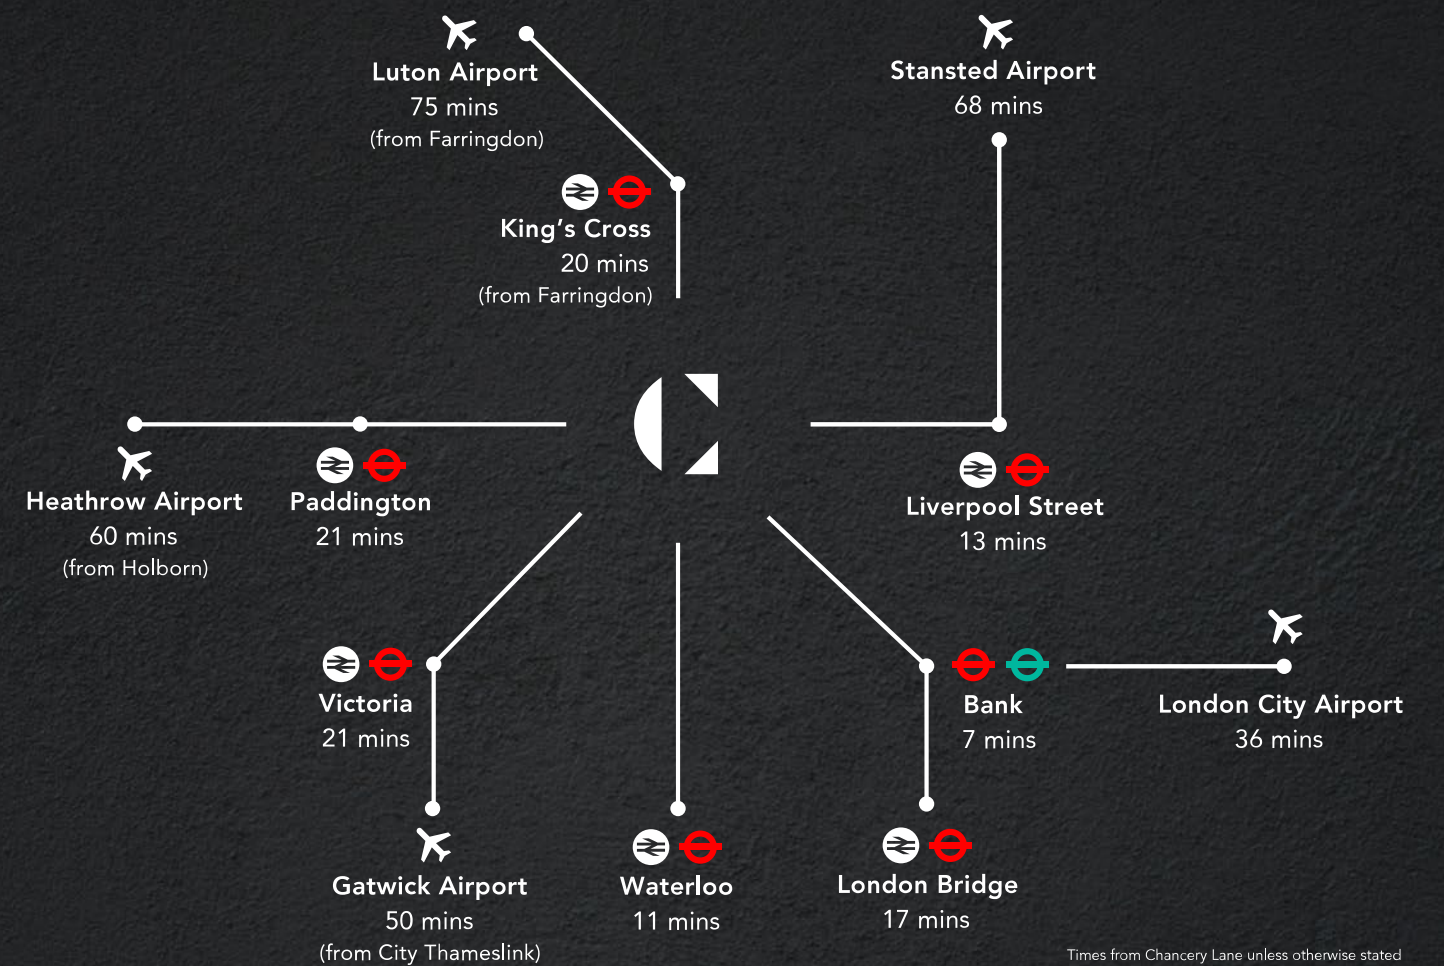 Luton Airport
75 mins
(from Farringdon)
Stansted Airport
68 mins
King's Cross
20 mins
(from Farringdon)
Heathrow Airport
60 mins
(from Holborn)
Paddington
21 mins
Liverpool Street
13 mins
Victoria
21 mins
Bank
7 mins
London City Airport
36 mins
Gatwick Airport
50 mins
(from City Thameslink)
Waterloo
11 mins
London Bridge
17 mins
Times from Chancery Lane unless otherwise stated